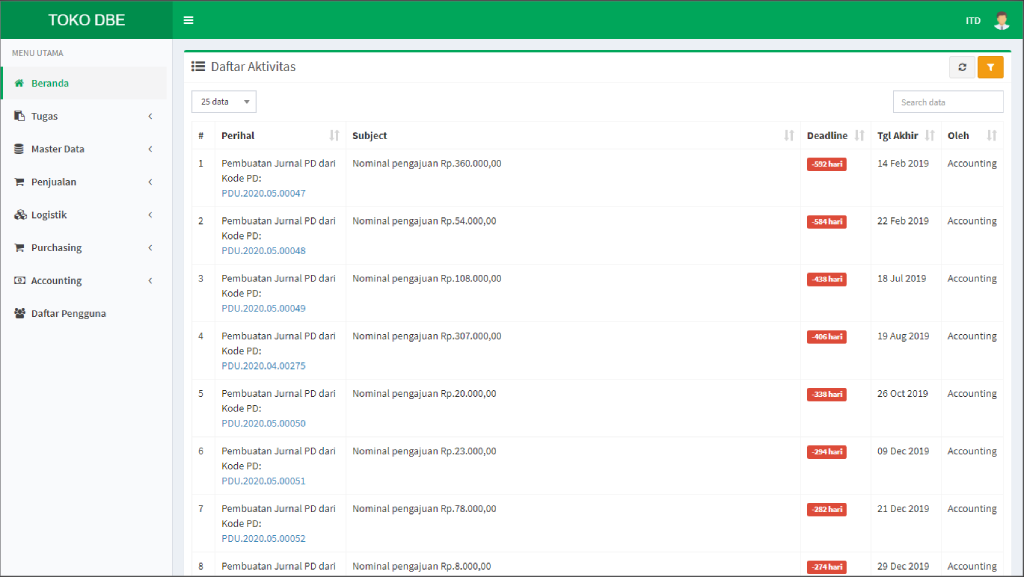 TOKO DBE
ITD
MENU UTAMA
Beranda
Tugas
Master Data
Penjualan
Logistik
Purchasing
Accounting
Daftar Pengguna
Daftar Aktivitas
25 data
Search data
# Perihal Subject Deadline Tgl Akhir Oleh
1 Pembuatan Jurnal PD dari Nominal pengajuan Rp.360.000,00 -592 hari 14 Feb 2019 Accounting
Kode PD:
PDU.2020.05.00047
2 Pembuatan Jurnal PD dari Nominal pengajuan Rp.54.000,00 -584 hari 22 Feb 2019 Accounting
Kode PD:
PDU.2020.05.00048
3 Pembuatan Jurnal PD dari Nominal pengajuan Rp.108.000,00 -438 hari 18 Jul 2019 Accounting
Kode PD:
PDU.2020.05.00049
4 Pembuatan Jurnal PD dari Nominal pengajuan Rp.307.000,00 -406 hari 19 Aug 2019 Accounting
Kode PD:
PDU.2020.04.00275
5 Pembuatan Jurnal PD dari Nominal pengajuan Rp.20.000,00 -338 hari 26 Oct 2019 Accounting
Kode PD:
PDU.2020.05.00050
6 Pembuatan Jurnal PD dari Nominal pengajuan Rp.23.000,00 -294 hari 09 Dec 2019 Accounting
Kode PD:
PDU.2020.05.00051
7 Pembuatan Jurnal PD dari Nominal pengajuan Rp.78.000,00 -282 hari 21 Dec 2019 Accounting
Kode PD:
PDU.2020.05.00052
8 Pembuatan Jurnal PD dari Nominal pengajuan Rp.8.000,00 -274 hari 29 Dec 2019 Accounting